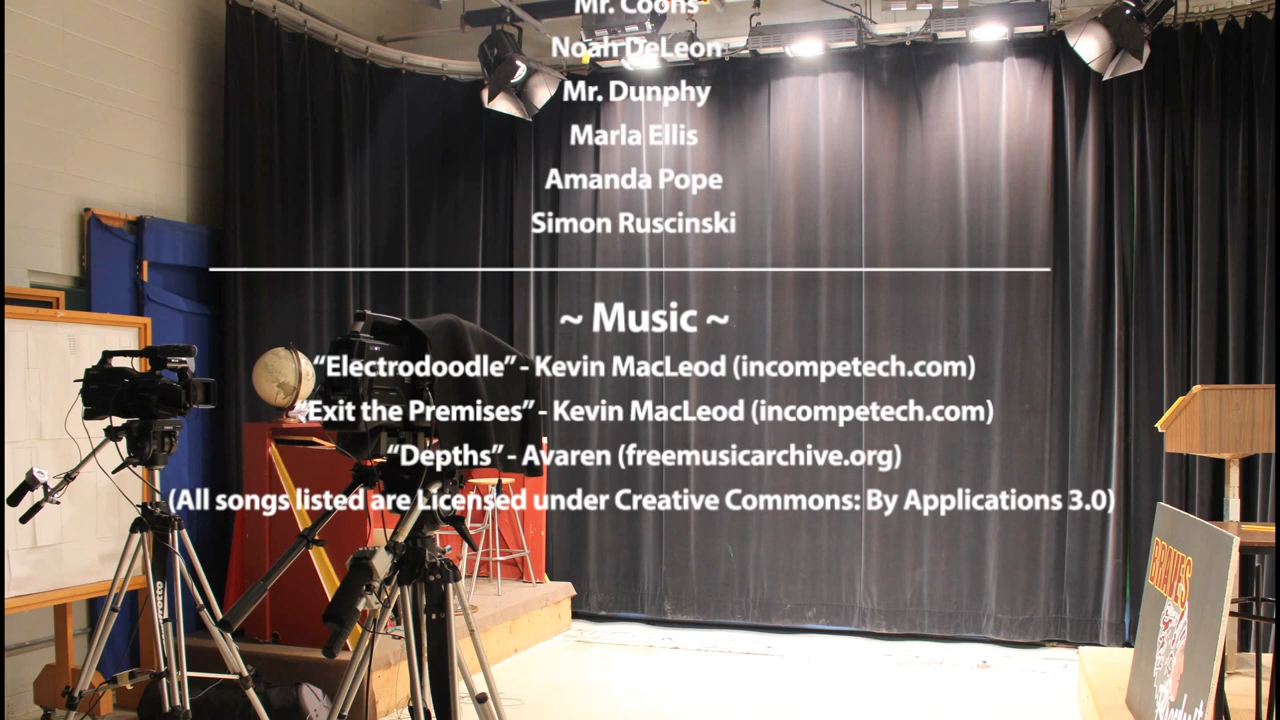 Mr. Coons
Noah DeLeon
Mr. Dunphy
Marla Ellis
Amanda Pope
Simon Ruscinski
~ Music ~
“Electrodoodle” - Kevin MacLeod (incompetech.com)
“Exit the Premises” - Kevin MacLeod (incompetech.com)
“Depths” - Avaren (freemusicarchive.org)
(All songs listed are Licensed under Creative Commons: By Applications 3.0)
BRAVES